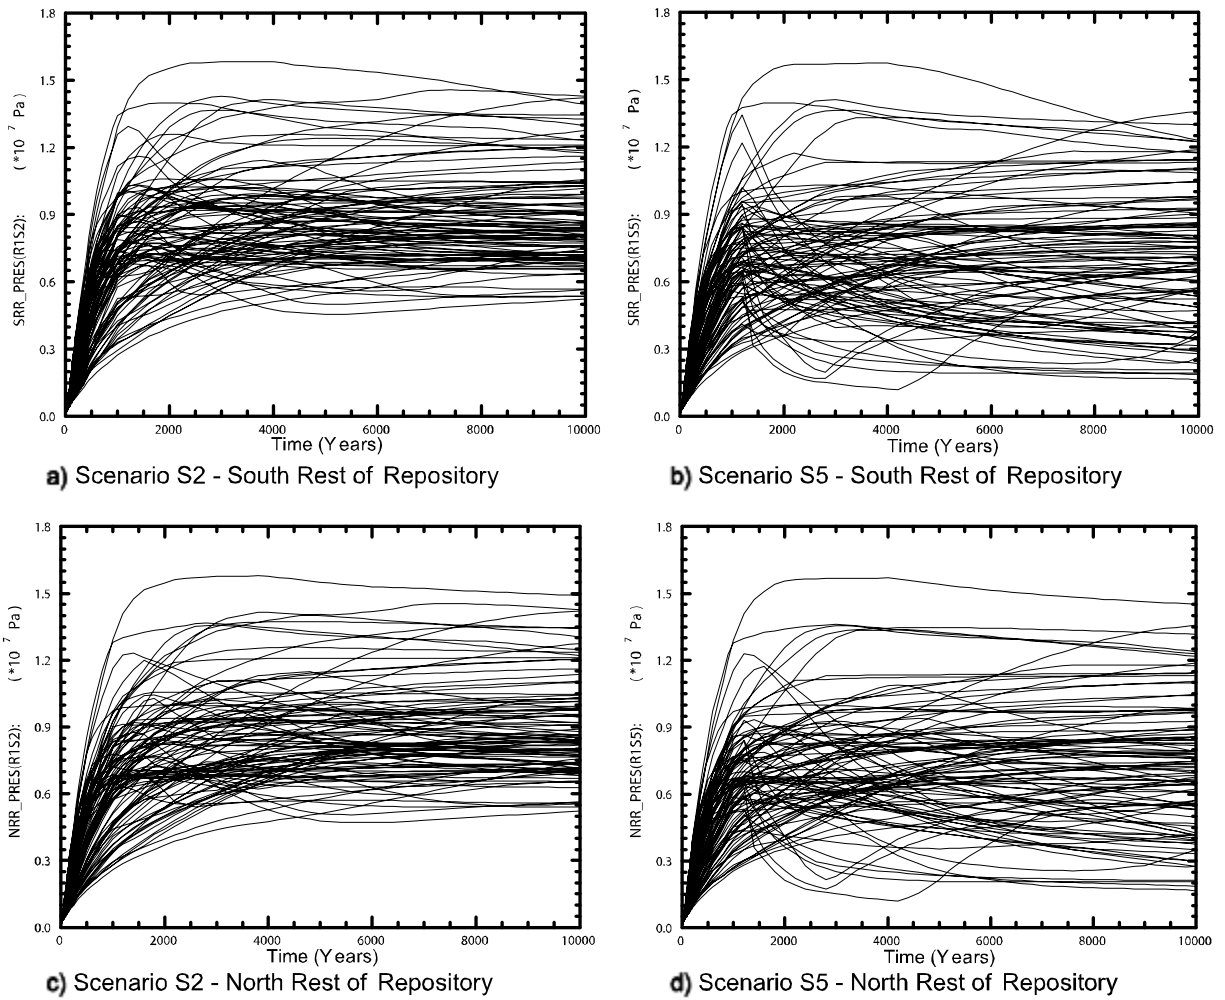 1.8 1.8
1.5 1.5
1.2 1.2
0.9 0.9
0.6 0.6
0.3 0.3
0.0 0.0
SRR_PRES(R1S2): (*10 7 Pa)
SRR_PRES(R1S5): (*10 7 Pa)
0 2000 4000 6000 8000 10000 0 2000 4000 6000 8000 10000
Time (Years) Time (Years)
a) Scenario S2 - South Rest of Repository b) Scenario S5 - South Rest of Repository
1.8 1.8
1.5 1.5
1.2 1.2
0.9 0.9
0.6 0.6
0.3 0.3
0.0 0.0
NRR_PRES(R1S2): (*10 7 Pa)
NRR_PRES(R1S5): (*10 7 Pa)
0 2000 4000 6000 8000 10000 0 2000 4000 6000 8000 10000
Time (Years) Time (Years)
c) Scenario S2 - North Rest of Repository d) Scenario S5 - North Rest of Repository